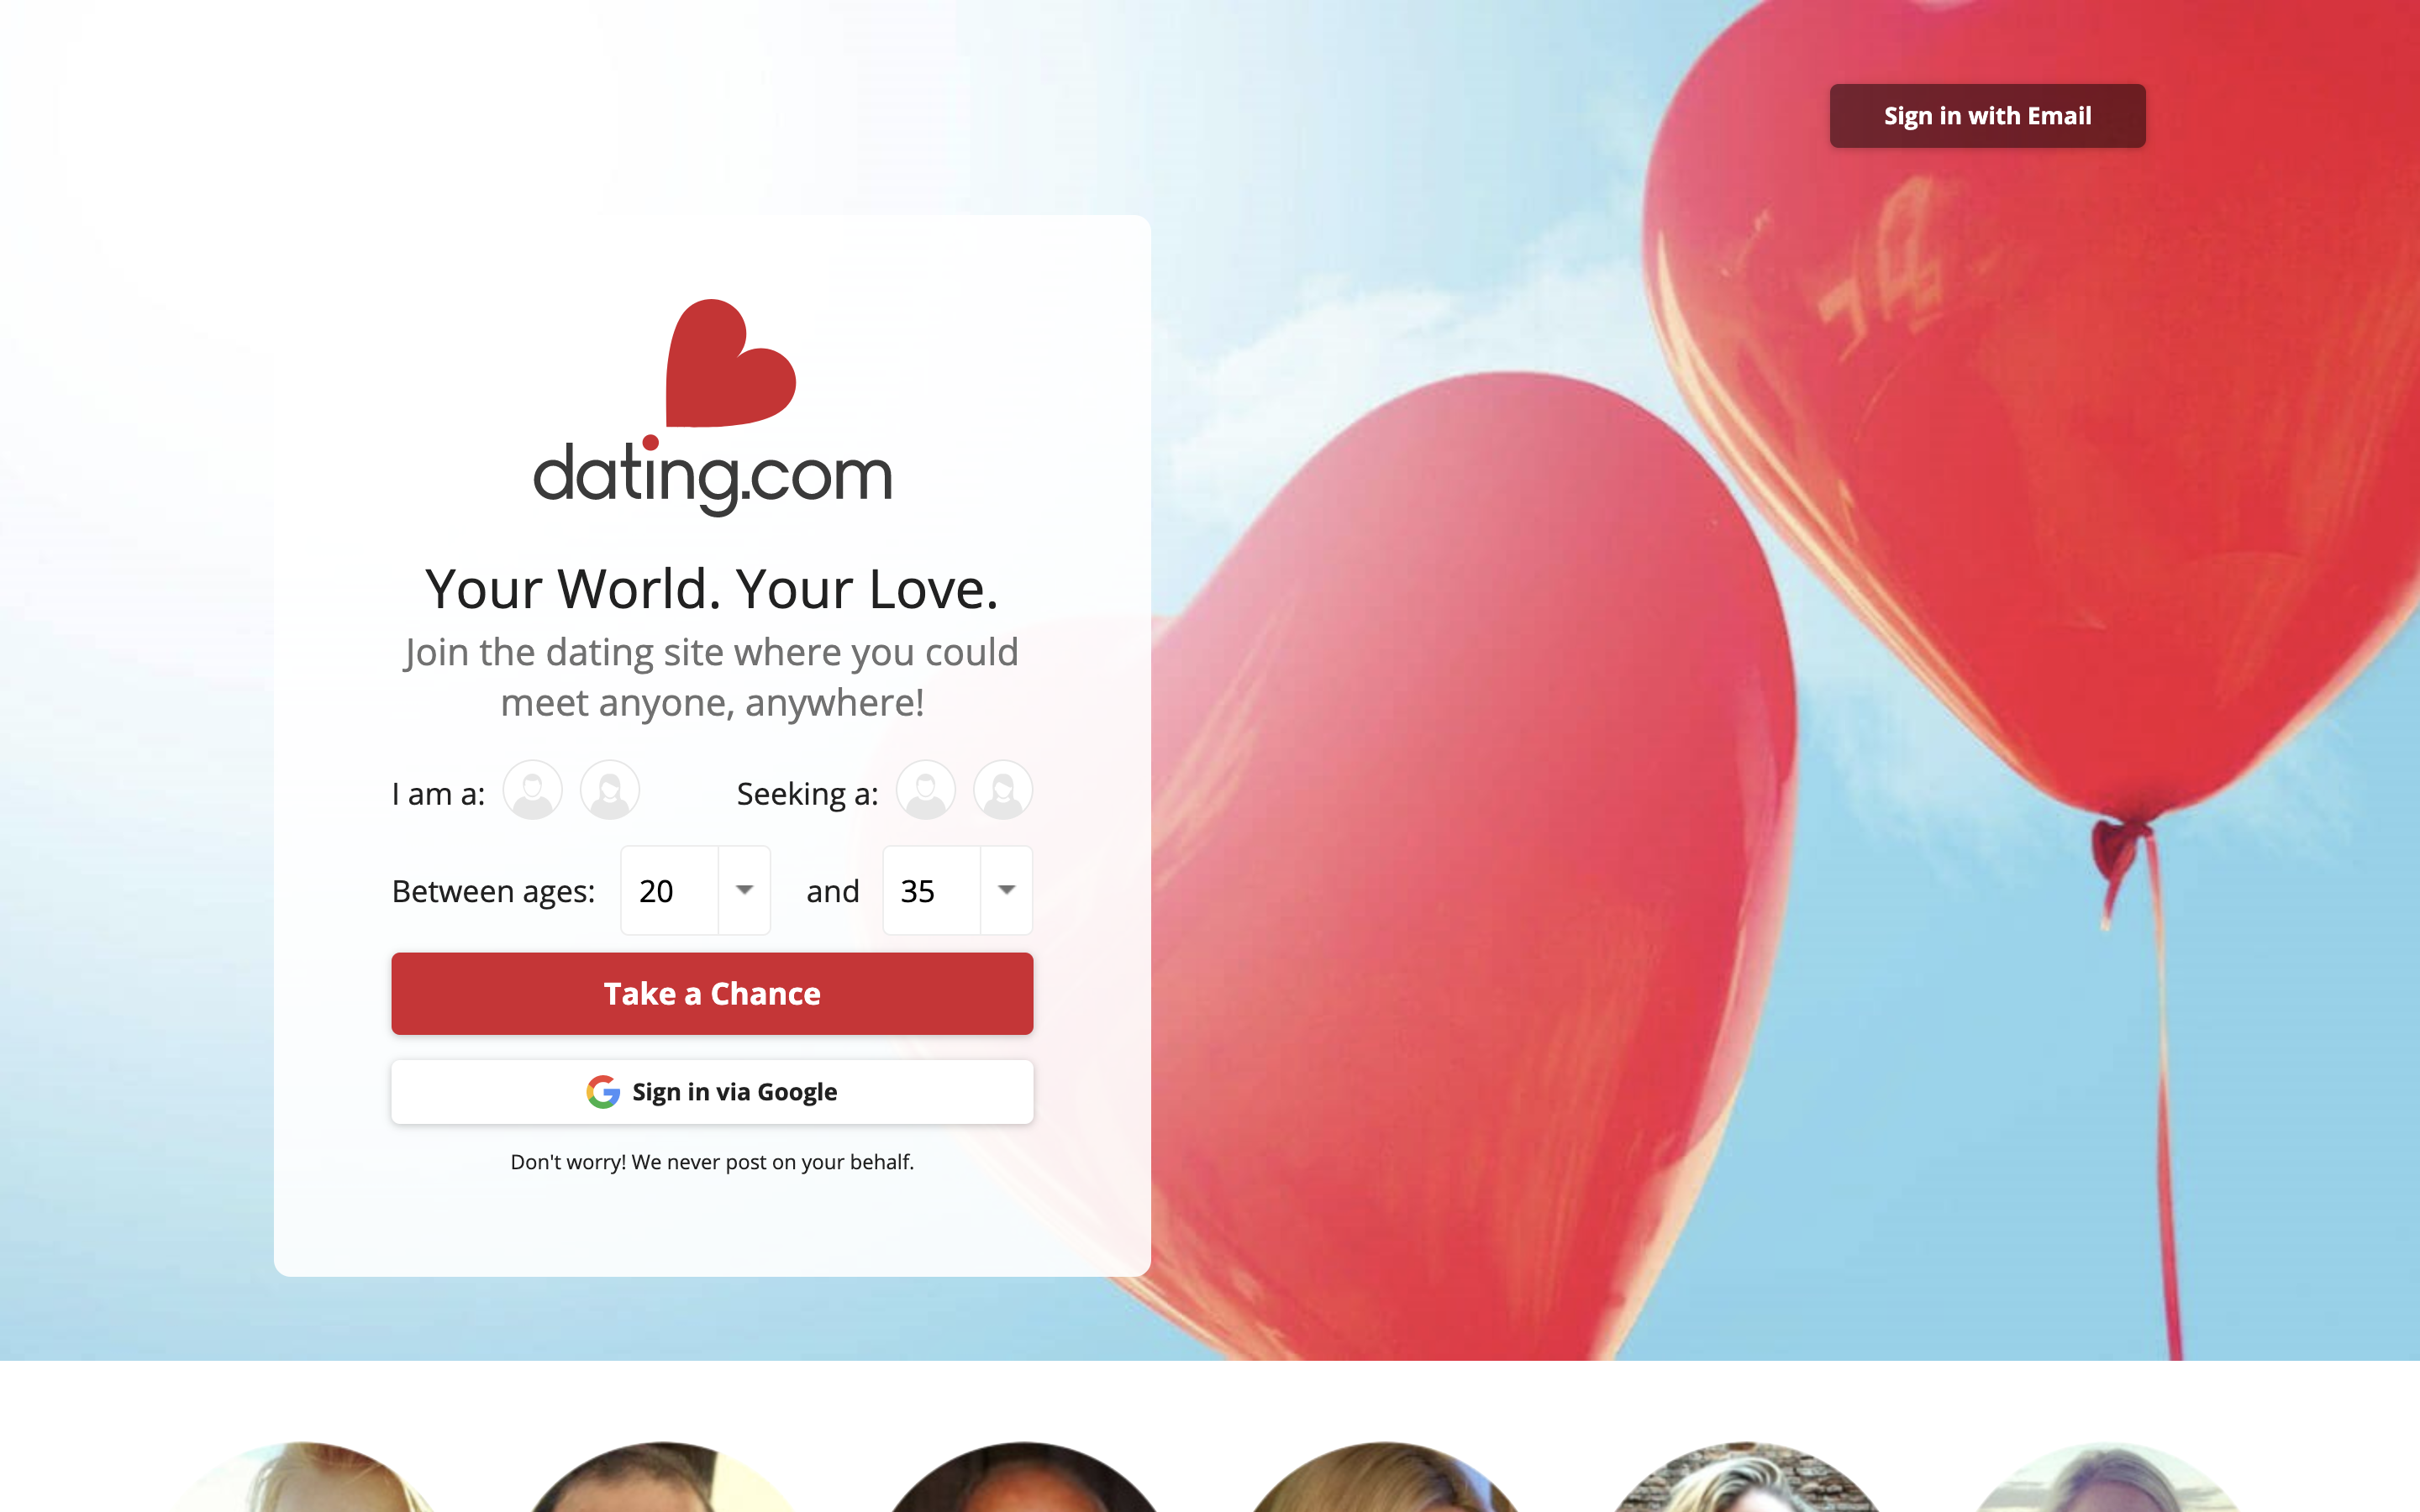 Sign in with Email
dating.com
Your World. Your Love.
Join the dating site where you could
meet anyone, anywhere!
I am a: Seeking a:
Between ages: 20 and 35
Take a Chance
Sign in via Google
Don't worry! We never post on your behalf.